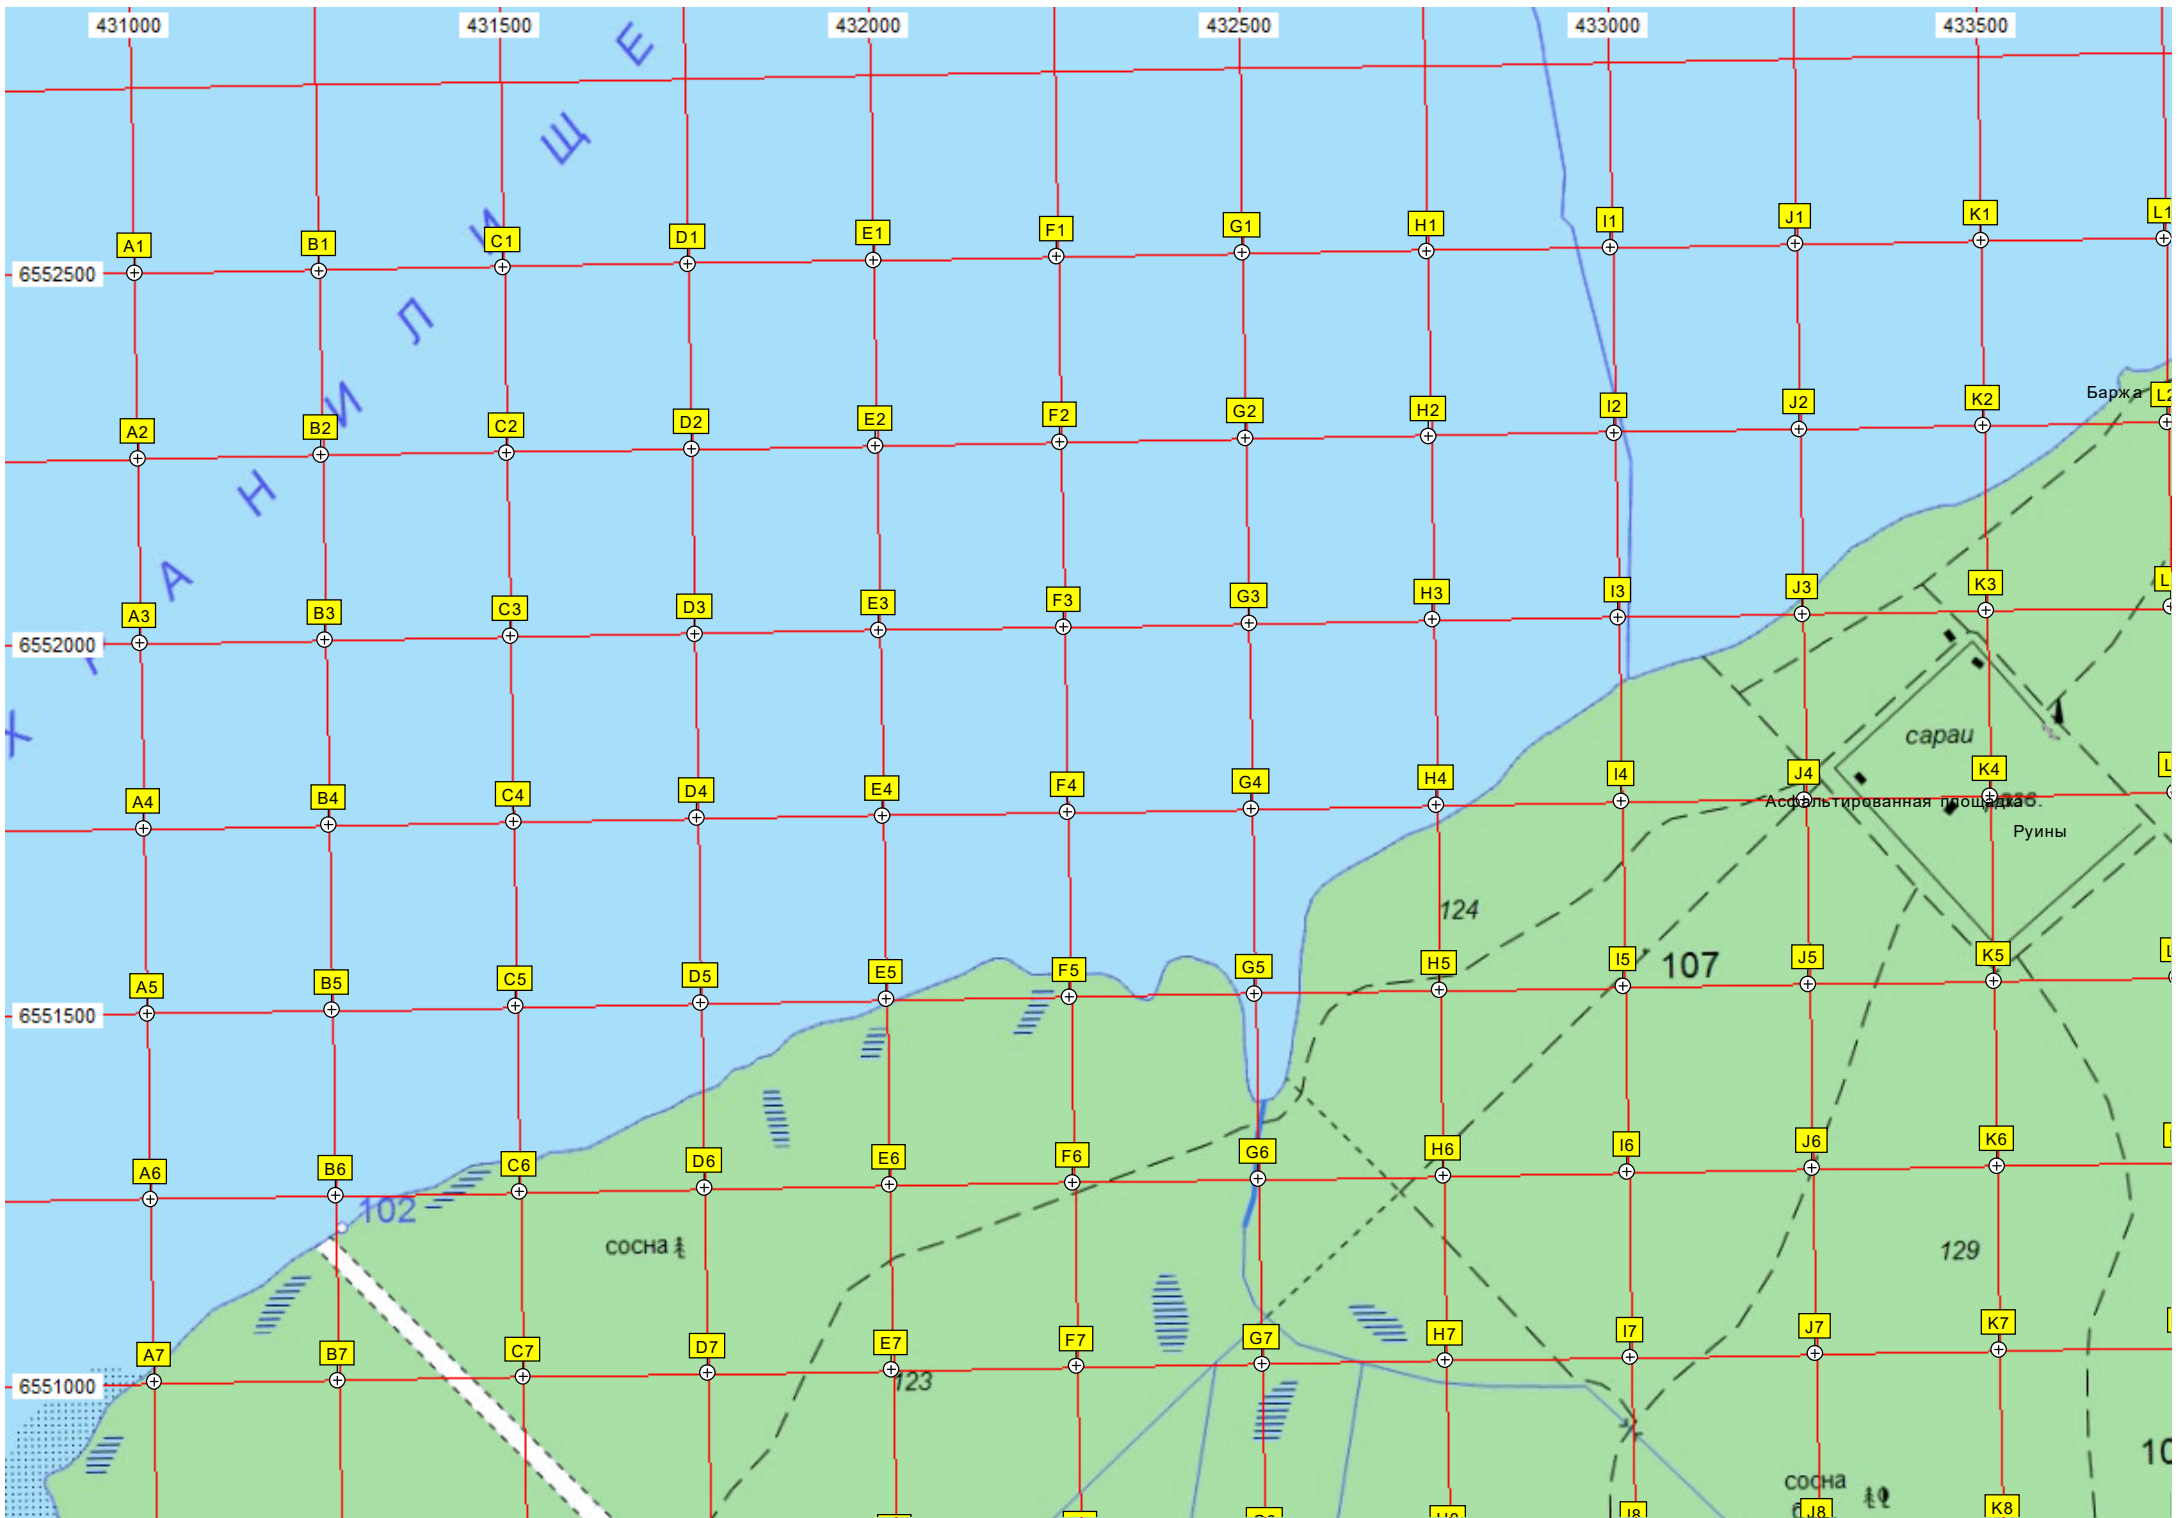 431000 431500 432000 432500 433000 433500
Е
Щ
И
Л
И
Н
А
Х
A1 B1 C1 D1 E1 F1 G1 H1 I1 J1 K1 L1
6552500
Баржа
A2 B2 C2 D2 E2 F2 G2 H2 I2 J2 K2 L2
A3 B3 C3 D3 E3 F3 G3 H3 I3 J3 K3
6552000
сараи
A4 B4 C4 D4 E4 F4 G4 H4 I4 J4 K4
Асфальтированная площадка
Руины
124
107
A5 B5 C5 D5 E5 F5 G5 H5 I5 J5 K5
6551500
A6 B6 C6 D6 E6 F6 G6 H6 I6 J6 K6
102
сосна
129
A7 B7 C7 D7 E7 F7 G7 H7 I7 J7 K7
6551000
123
10
сосна
I8 J8 K8